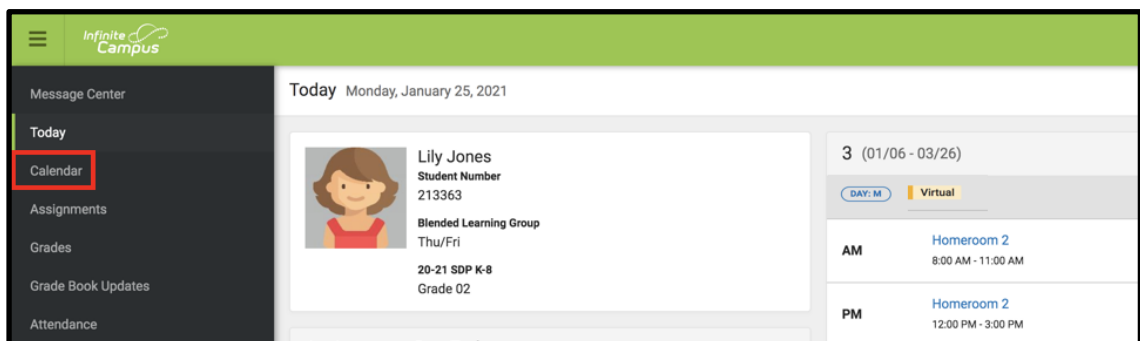 Infinite
Campus
Message Center
Today
Calendar
Assignments
Grades
Grade Book Updates
Attendance
Today Monday, January 25, 2021
Lily Jones
Student Number
213363
Blended Learning Group
Thu/Fri
20-21 SDP K-8
Grade 02
3 (01/06 - 03/26)
DAY: M Virtual
AM Homeroom 2
8:00 AM - 11:00 AM
PM Homeroom 2
12:00 PM - 3:00 PM